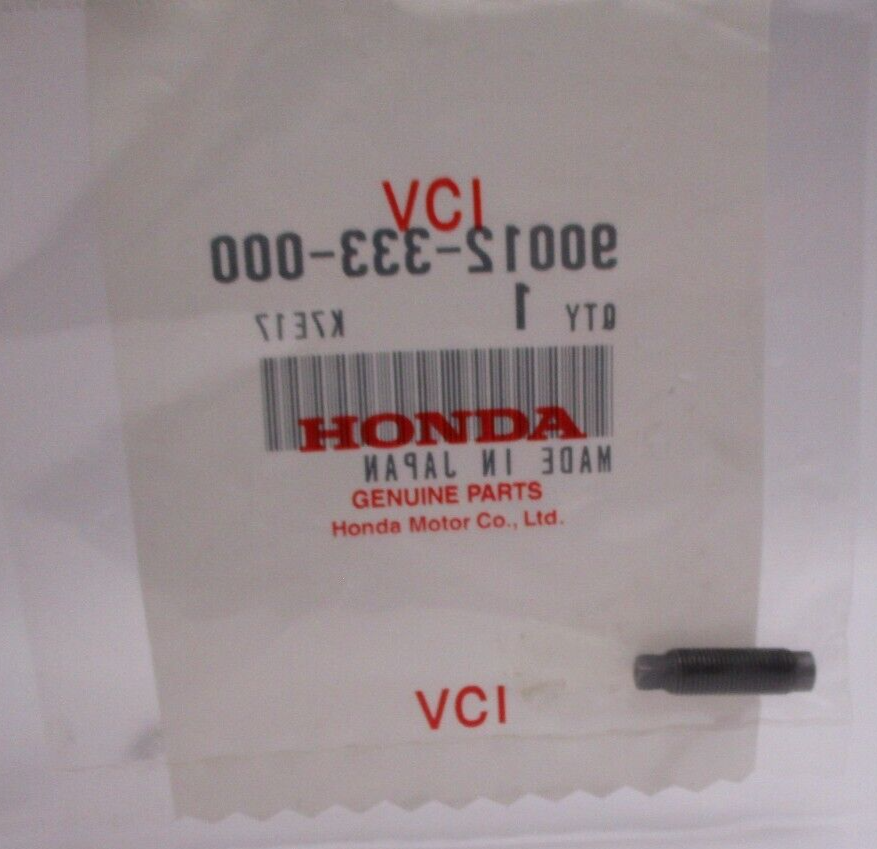 VCI
90012-333-000
QTY 1 K7E17
HONDA
MADE IN JAPAN
GENUINE PARTS
Honda Motor Co., Ltd.
VCI